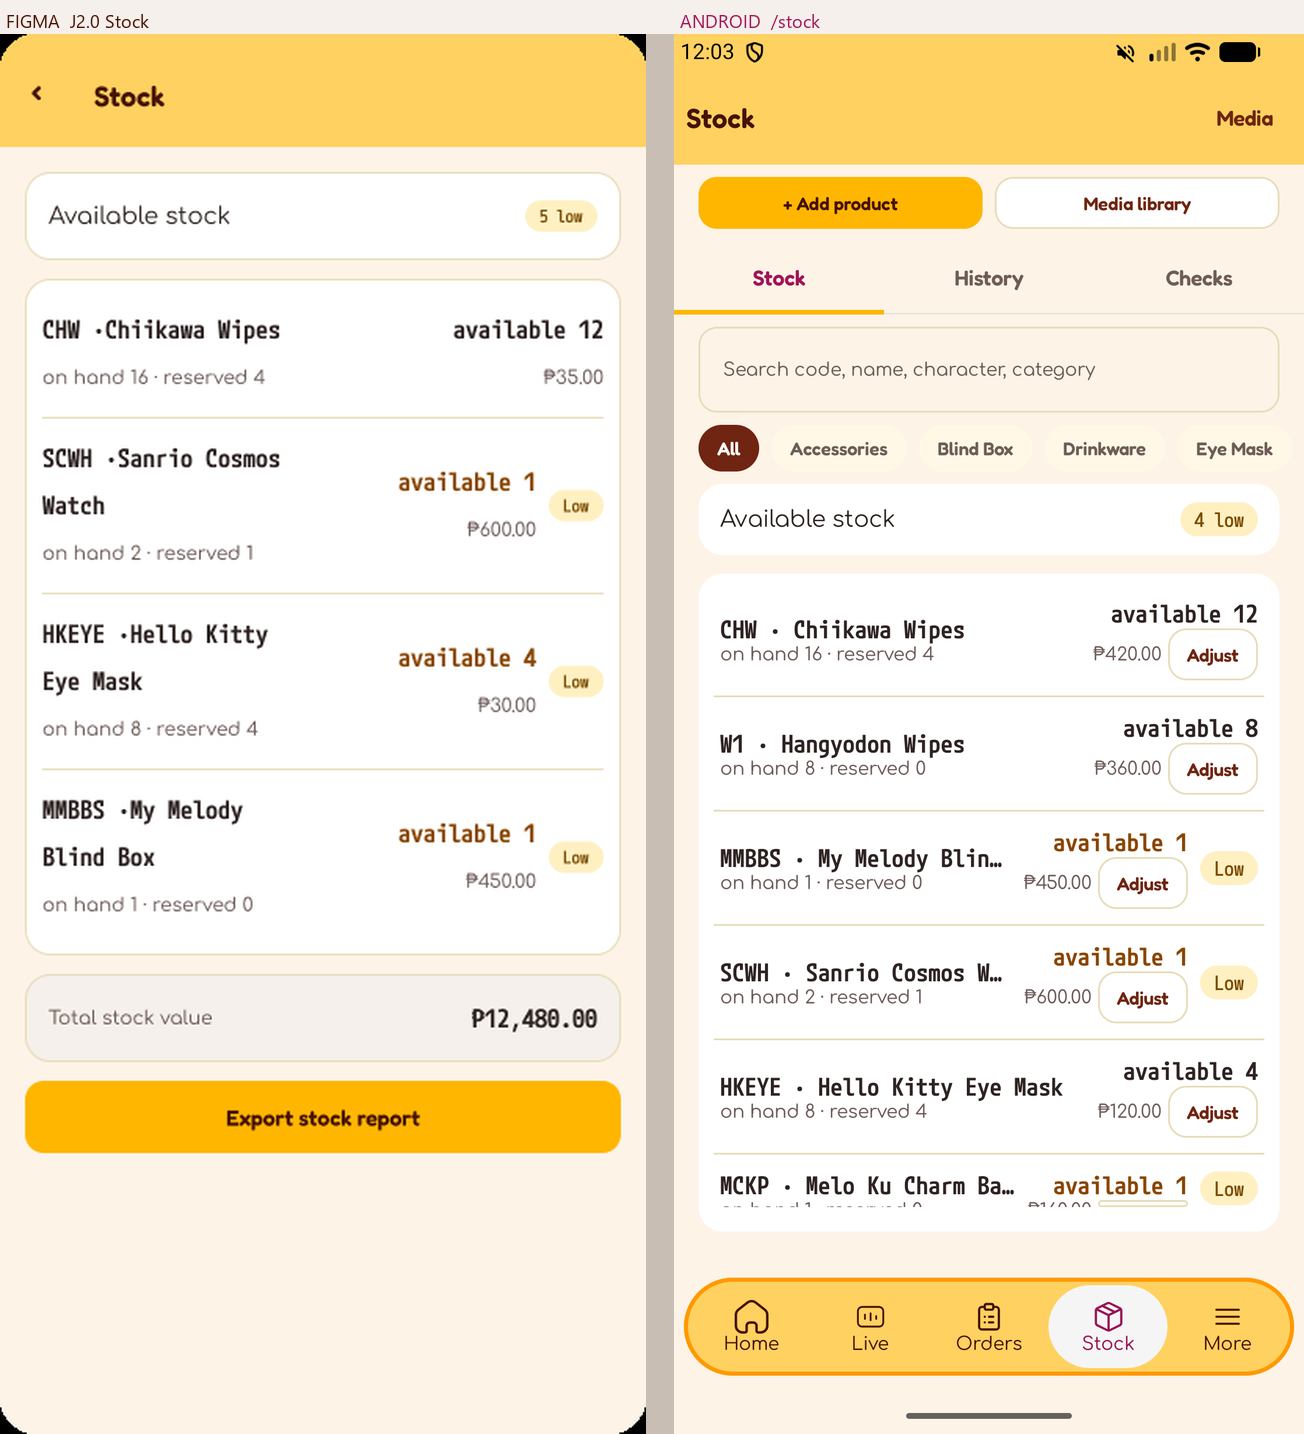 FIGMA J2.0 Stock
Stock
Available stock
5 low
CHW ·Chiikawa Wipes
available 12
on hand 16 · reserved 4
₱35.00
SCWH ·Sanrio Cosmos
Watch
available 1
Low
₱600.00
on hand 2 · reserved 1
HKEYE ·Hello Kitty
Eye Mask
available 4
Low
₱30.00
on hand 8 · reserved 4
MMBBS ·My Melody
Blind Box
available 1
Low
₱450.00
on hand 1 · reserved 0
Total stock value
₱12,480.00
Export stock report
ANDROID /stock
12:03
Stock
Media
+ Add product
Media library
Stock
History
Checks
Search code, name, character, category
All
Accessories
Blind Box
Drinkware
Eye Mask
Available stock
4 low
CHW · Chiikawa Wipes
available 12
on hand 16 · reserved 4
₱420.00
Adjust
W1 · Hangyodon Wipes
available 8
on hand 8 · reserved 0
₱360.00
Adjust
MMBBS · My Melody Blin…
available 1
Low
on hand 1 · reserved 0
₱450.00
Adjust
SCWH · Sanrio Cosmos W…
available 1
Low
on hand 2 · reserved 1
₱600.00
Adjust
HKEYE · Hello Kitty Eye Mask
available 4
on hand 8 · reserved 4
₱120.00
Adjust
MCKP · Melo Ku Charm Ba…
available 1
Low
on hand 1 · reserved 0
Home
Live
Orders
Stock
More